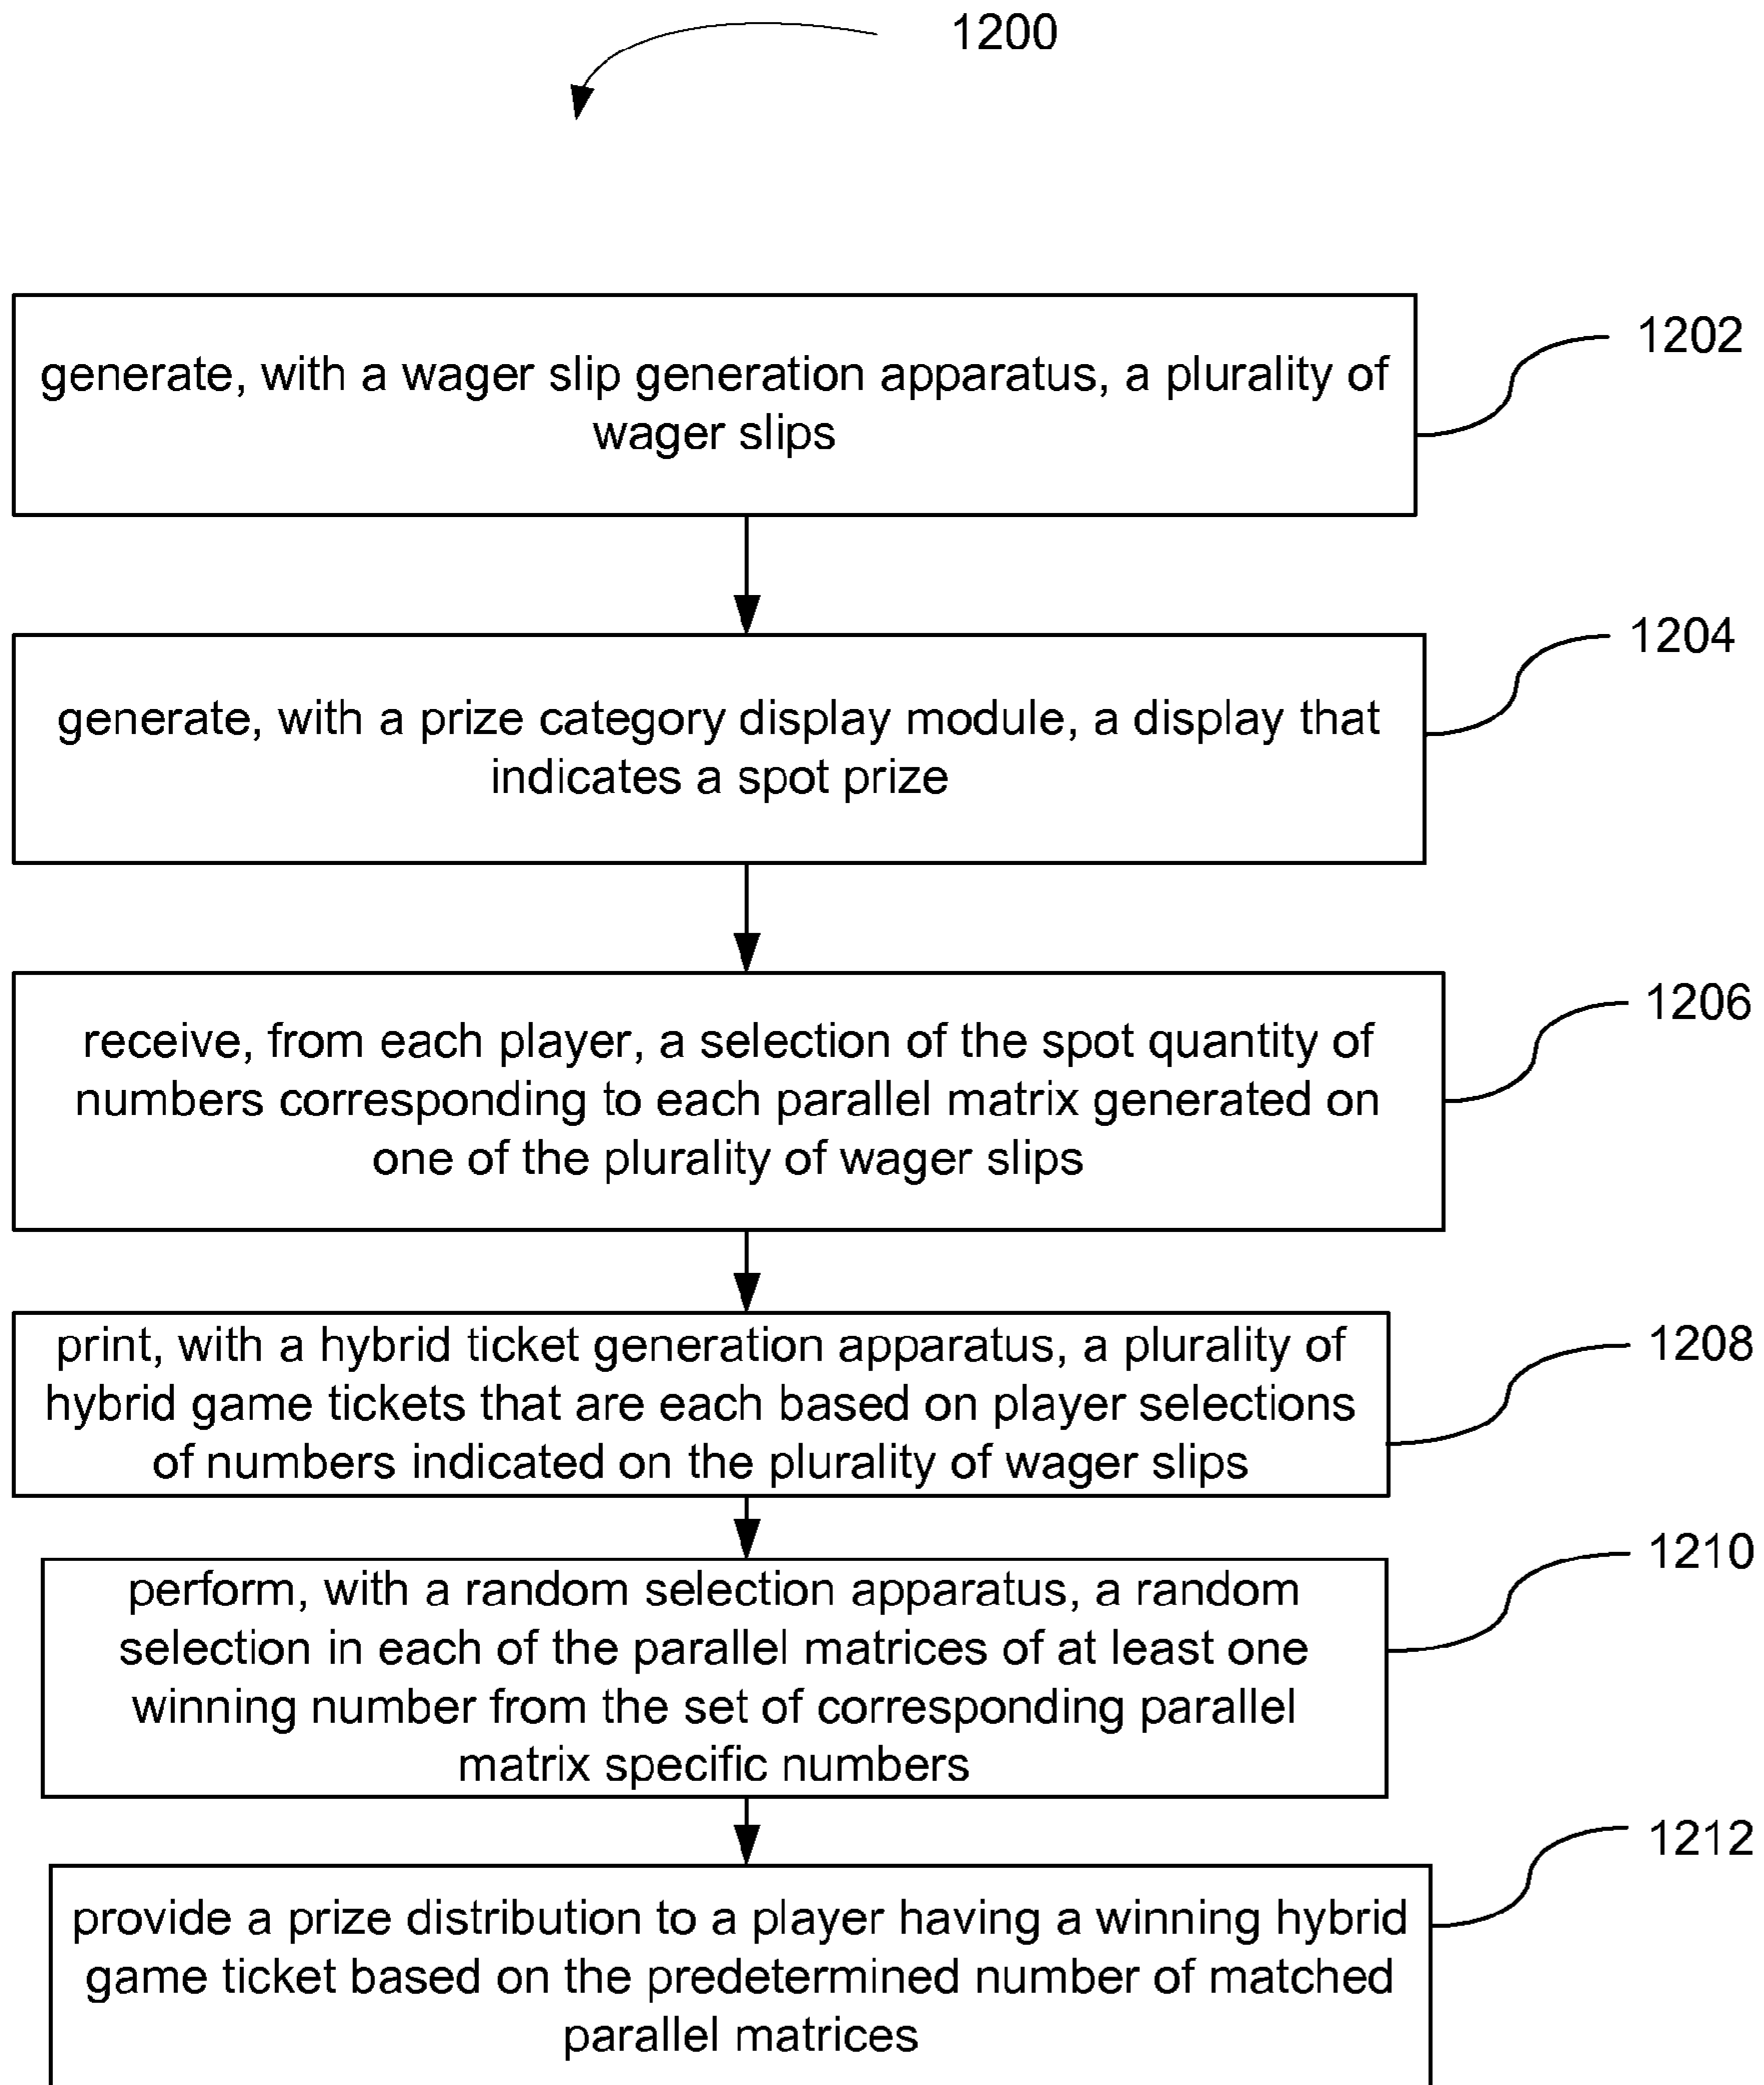 1200
generate, with a wager slip generation apparatus, a plurality of
wager slips
1202
generate, with a prize category display module, a display that
indicates a spot prize
1204
receive, from each player, a selection of the spot quantity of
numbers corresponding to each parallel matrix generated on
one of the plurality of wager slips
1206
print, with a hybrid ticket generation apparatus, a plurality of
hybrid game tickets that are each based on player selections
of numbers indicated on the plurality of wager slips
1208
perform, with a random selection apparatus, a random
selection in each of the parallel matrices of at least one
winning number from the set of corresponding parallel
matrix specific numbers
1210
provide a prize distribution to a player having a winning hybrid
game ticket based on the predetermined number of matched
parallel matrices
1212